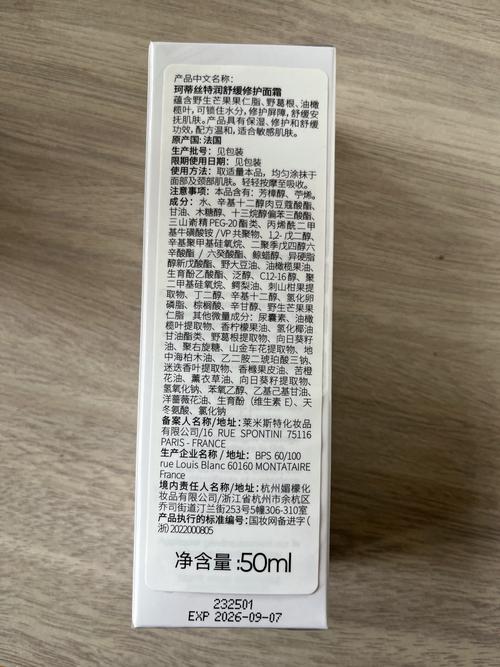 产品中文名称:
珂蒂丝特润舒缓修护面霜
蕴含野生芒果果仁脂、野葛根、油橄
榄叶,可锁住水分,修护屏障,舒缓安
抚肌肤。产品具有保湿、修护和舒缓
功效,配方温和,适合敏感肌肤。
原产国: 法国
生产批号: 见包装
限期使用日期: 见包装
使用方法: 取适量本品,均匀涂抹于
面部及颈部肌肤。轻轻按摩至吸收。
注意事项: 本品含有: 芳樟醇、苧烯。
成分: 水、辛基十二醇肉豆蔻酸酯、
甘油、木糖醇、十三烷醇偏苯三酸酯、
三山嵛精PEG-20酯类、丙烯酰二甲
基牛磺酸铵/VP共聚物、1,2-戊二醇、
辛基聚甲基硅氧烷、二聚季戊四醇六
辛酸酯/六癸酸酯、鲸蜡醇、异硬脂
醇新戊酸酯、野大豆油、油橄榄果油、
生育酚乙酸酯、泛醇、C12-16醇、聚
二甲基硅氧烷、鳄梨油、刺山柑果提
取物、丁二醇、辛基十二醇、氢化卵
磷脂、棕榈酸、辛甘醇、野生芒果果
仁脂 其他微量成分: 尿囊素、油橄
榄叶提取物、香柠檬果油、氢化椰油
甘油酯类、野葛根提取物、向日葵籽
油、聚右旋糖、山金车花提取物、地
中海柏木油、乙二胺二琥珀酸三钠、
迷迭香叶提取物、香橼果皮油、苦橙
花油、薰衣草油、向日葵籽提取物、
氢氧化钠、苯氧乙醇、乙基己基甘油、
大洋蔷薇花油、生育酚(维生素 E)、天
冬氨酸、氯化钠
备案人名称/地址: 莱米斯特化妆品
有限公司/16 RUE SPONTINI 75116
PARIS - FRANCE
生产企业名称/ 地址: BPS 60/100
rue Louis Blanc 60160 MONTATAIRE
France
境内责任人名称/地址: 杭州媚檬化
妆品有限公司/浙江省杭州市余杭区
乔司街道汀兰街253号5幢306-310室
产品执行的标准编号: 国妆网备进字(
浙)2022000805
净含量:50ml
232501
EXP 2026-09-07